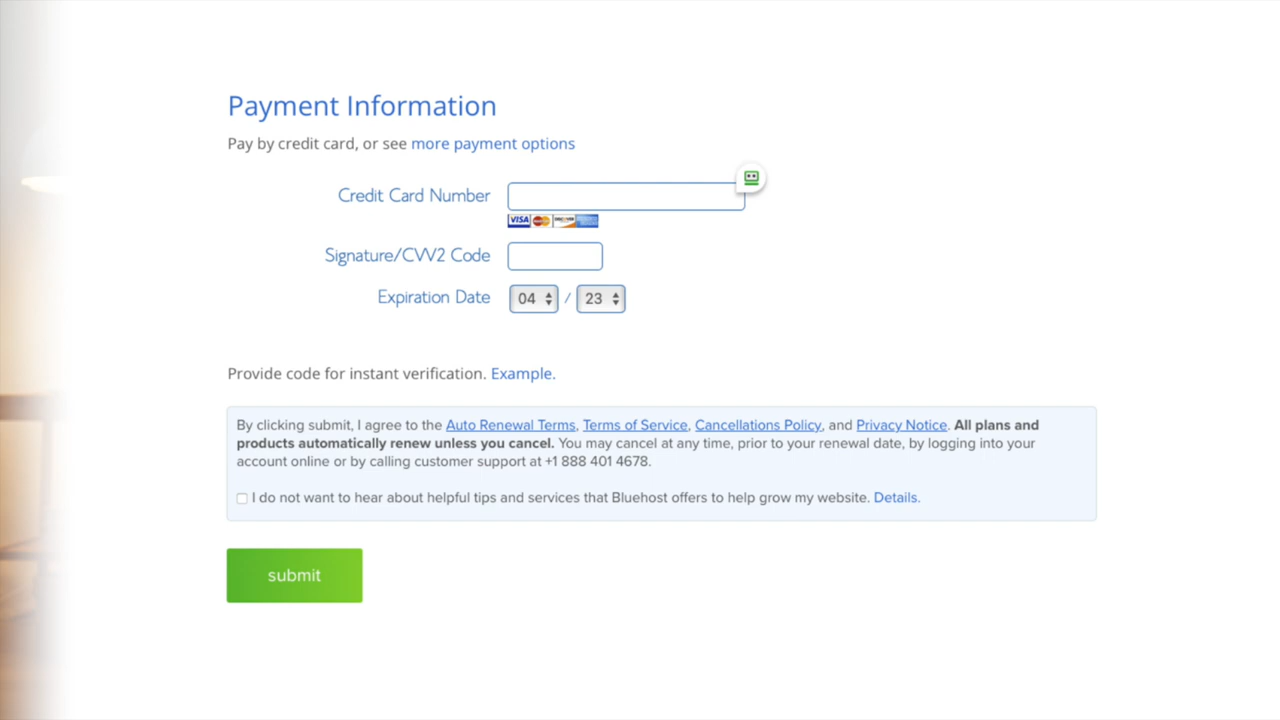 Payment Information
Pay by credit card, or see more payment options
Credit Card Number
VISA
Signature/CVV2 Code
Expiration Date 04 / 23
Provide code for instant verification. Example.
By clicking submit, I agree to the Auto Renewal Terms, Terms of Service, Cancellations Policy, and Privacy Notice. All plans and
products automatically renew unless you cancel. You may cancel at any time, prior to your renewal date, by logging into your
account online or by calling customer support at +1 888 401 4678.
I do not want to hear about helpful tips and services that Bluehost offers to help grow my website. Details.
submit